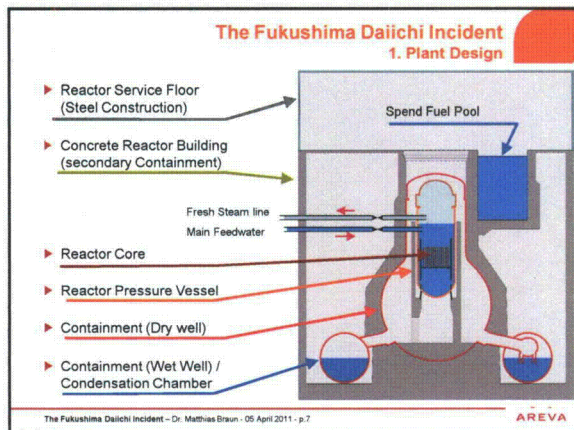 The Fukushima Daiichi Incident
1. Plant Design
Reactor Service Floor
(Steel Construction)
Concrete Reactor Building
(secondary Containment)
Fresh Steam line
Main Feedwater
Reactor Core
Reactor Pressure Vessel
Containment (Dry well)
Containment (Wet Well) /
Condensation Chamber
Spend Fuel Pool
The Fukushima Daiichi Incident – Dr. Matthias Braun - 05 April 2011 - p.7
AREVA